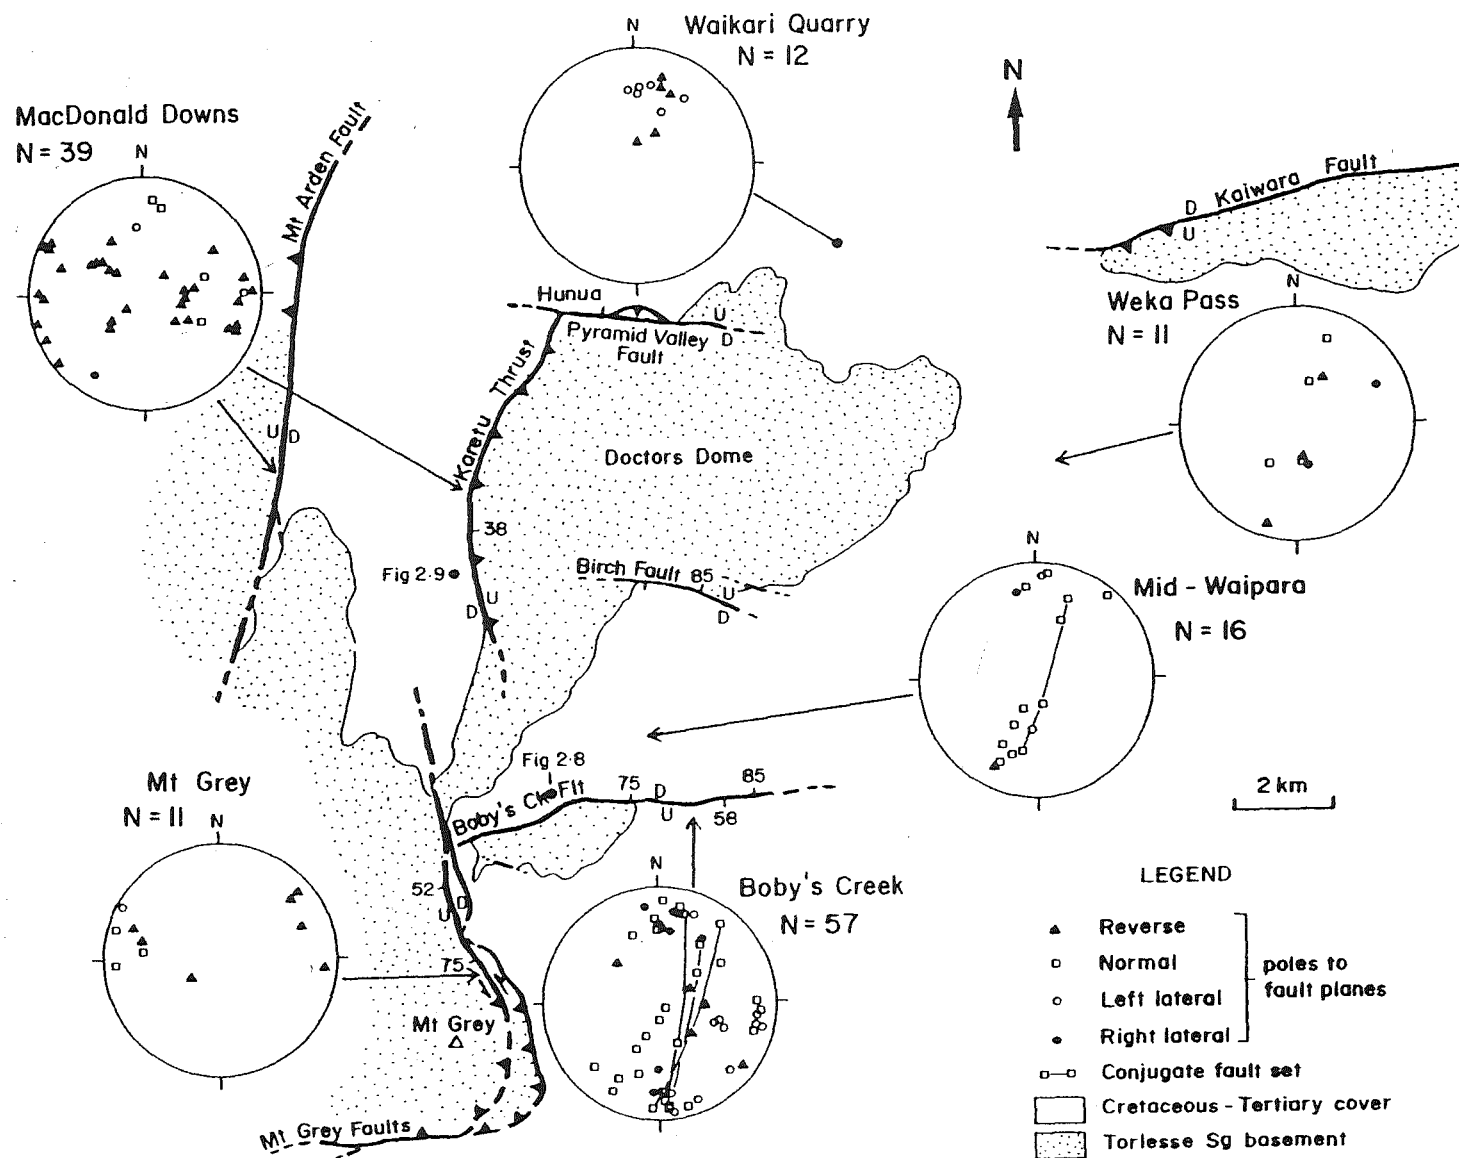 Waikari Quarry
N = 12
N
N
MacDonald Downs
N = 39
N
Mt Arden Fault
D
Kaiwara Fault
U
Weka Pass
N = 11
N
Hunua
U
Pyramid Valley
D
Fault
Karetu Thrust
U D
Doctors Dome
38
Fig 2·9
Birch Fault
85
U
D
D U
N
Mid - Waipara
N = 16
Fig 2·8
75
D
85
Boby's Ck Flt
U
58
2 km
Mt Grey
N = 11
N
52
U D
75
Mt Grey
Mt Grey Faults
N
Boby's Creek
N = 57
LEGEND
Reverse
Normal
Left lateral
Right lateral
poles to
fault planes
Conjugate fault set
Cretaceous - Tertiary cover
Torlesse Sg basement